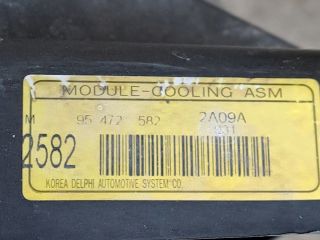 MODULE-COOLING ASM
M 95 472 582 2A09A
2582
KOREA DELPHI AUTOMOTIVE SYSTEM CO.